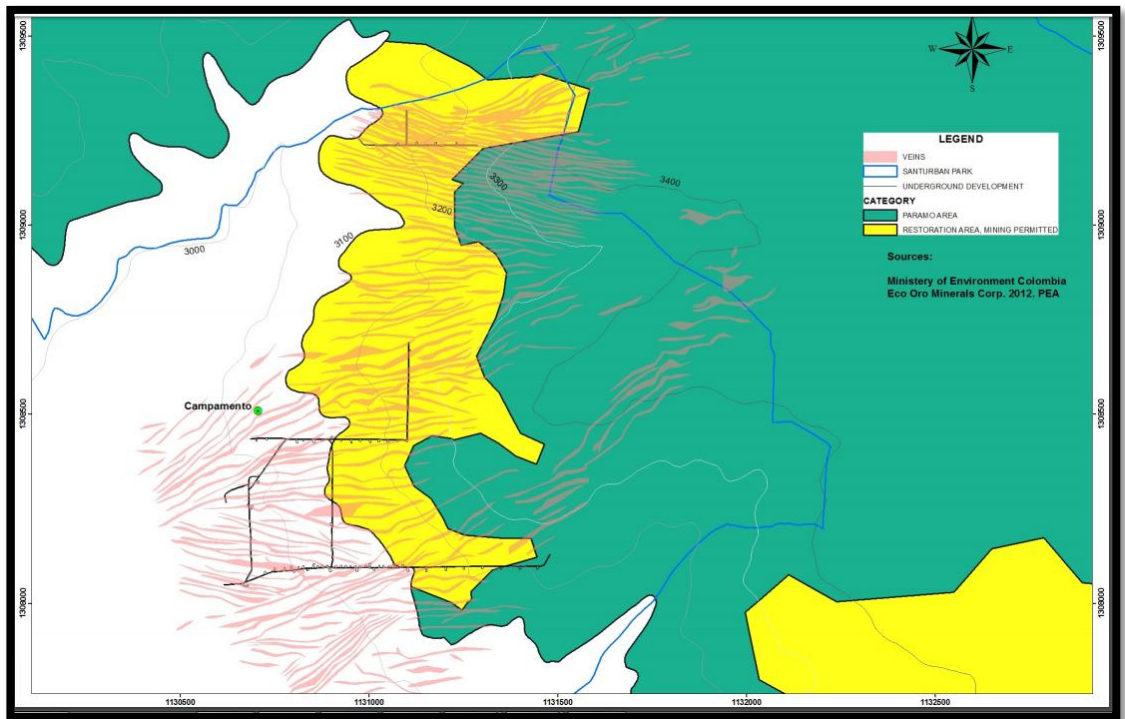 1309500
1309500
N
W
E
S
LEGEND
VEINS
SANTURBAN PARK
UNDERGROUND DEVELOPMENT
CATEGORY
PARAMO AREA
RESTORATION AREA, MINING PERMITTED
3300
3400
3200
3100
3000
1309000
1309000
Sources:
Ministery of Environment Colombia
Eco Oro Minerals Corp. 2012. PEA
Campamento
1308500
1308500
1308000
1308000
1130500
1131000
1131500
1132000
1132500